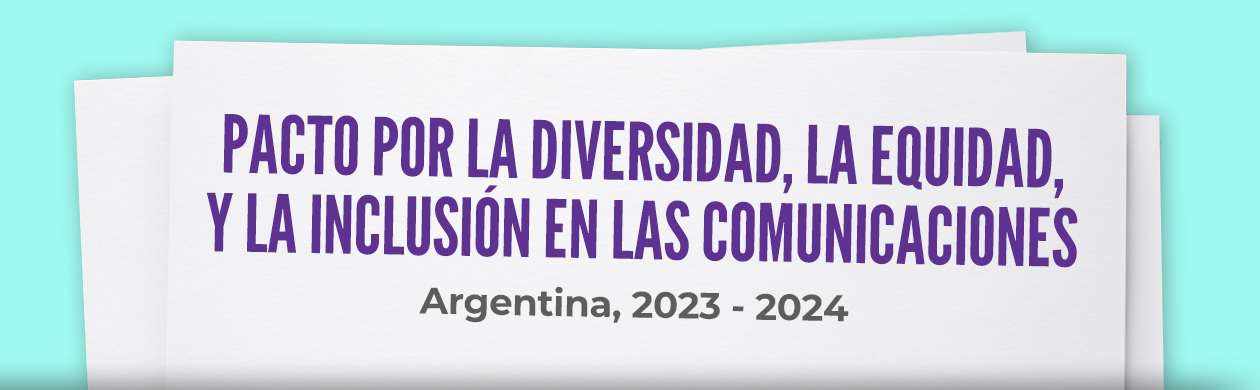 PACTO POR LA DIVERSIDAD, LA EQUIDAD,
Y LA INCLUSIÓN EN LAS COMUNICACIONES
Argentina, 2023 - 2024